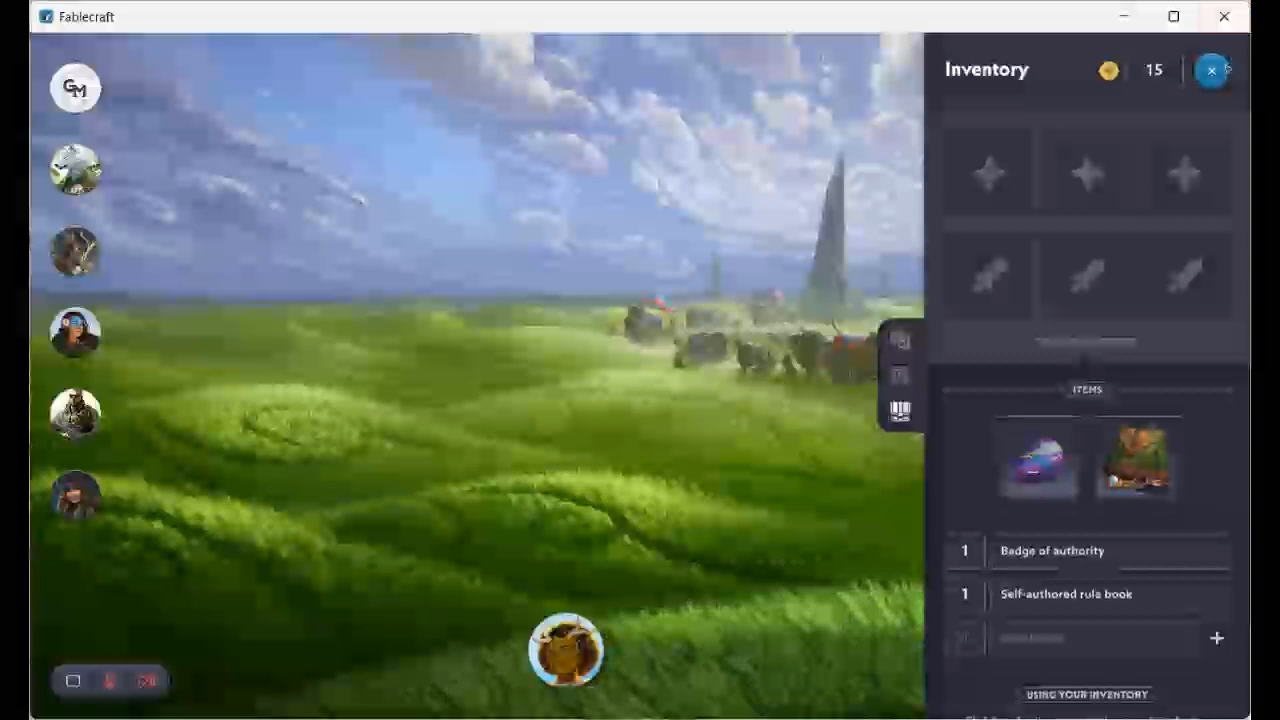 Fablecraft
Inventory
15
GM
ITEMS
1 Badge of authority
1 Self-authored rule book
USING YOUR INVENTORY